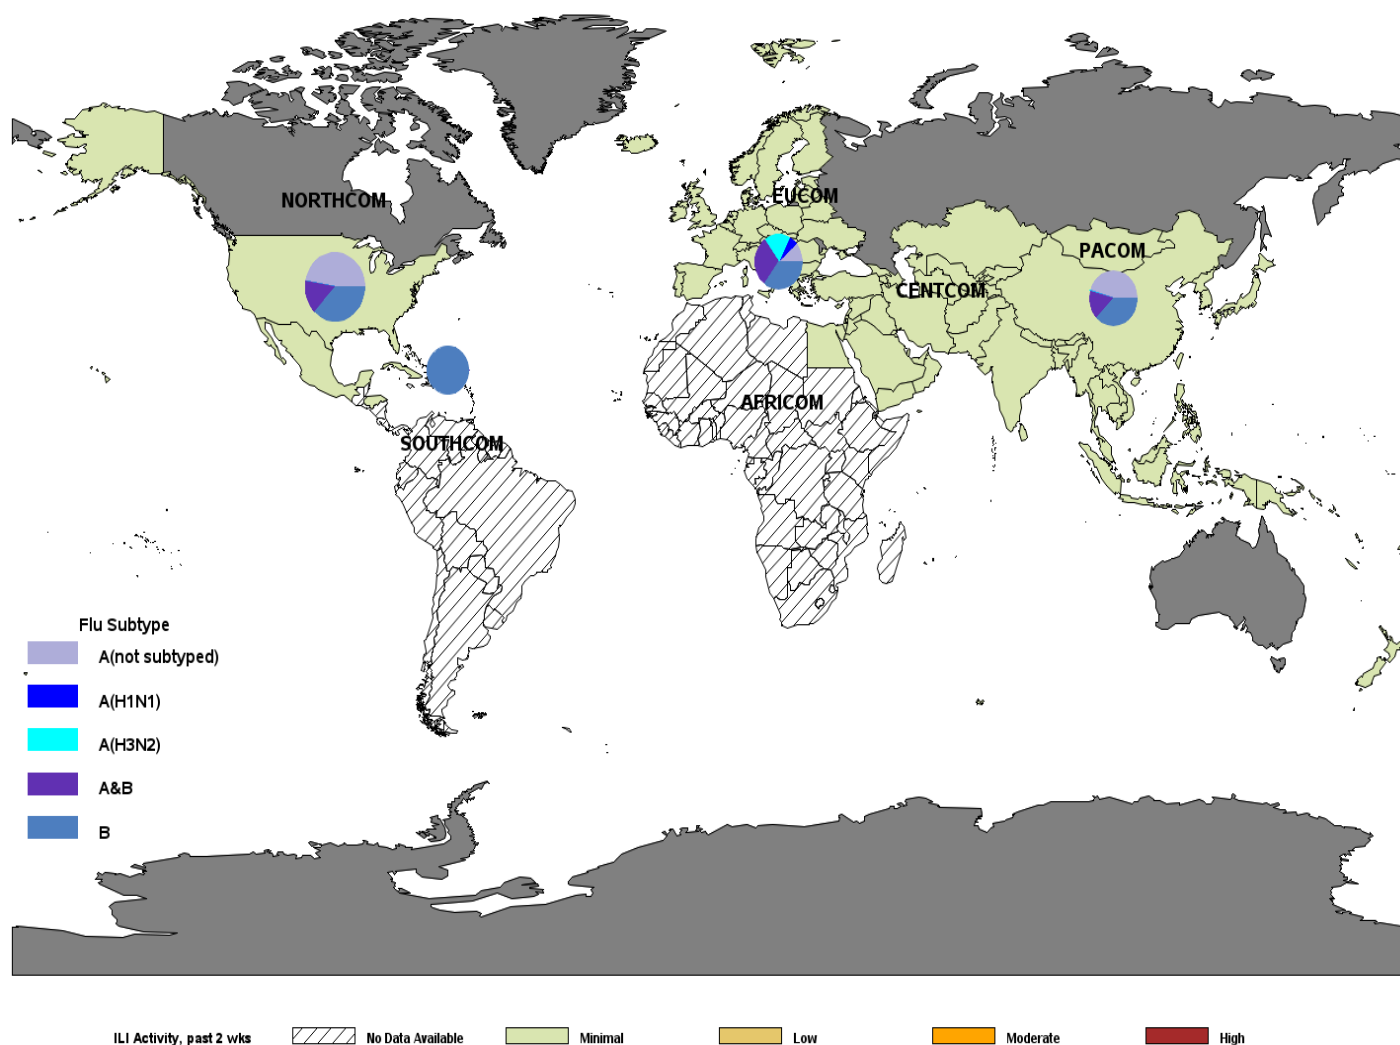 EUCOM
NORTHCOM
PACOM
CENTCOM
AFRICOM
SOUTHCOM
Flu Subtype
A(not subtyped)
A(H1N1)
A(H3N2)
A&B
B
ILI Activity, past 2 wks No Data Available Minimal Low Moderate High